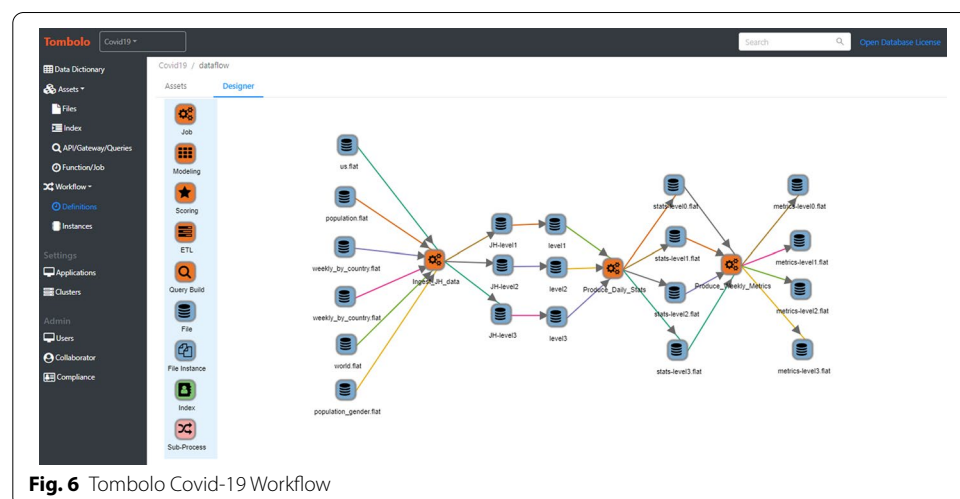 Tombolo
Covid19
Search
Open Database License
Data Dictionary
Assets
Files
Index
API/Gateway/Queries
Function/Job
Workflow
Definitions
Instances
Settings
Applications
Clusters
Admin
Users
Collaborator
Compliance
Covid19 / dataflow
Assets
Designer
Job
Modeling
Scoring
ETL
Query Build
File
File Instance
Index
Sub-Process
us.flat
population.flat
weekly_by_country.flat
weekly_by_country.flat
world.flat
population_gender.flat
Ingest_JH_data
JH-level1
JH-level2
JH-level3
level1
level2
level3
Produce_Daily_Stats
stats-level0.flat
stats-level1.flat
stats-level2.flat
stats-level3.flat
Produce_Weekly_Metrics
metrics-level0.flat
metrics-level1.flat
metrics-level2.flat
metrics-level3.flat
Fig. 6 Tombolo Covid-19 Workflow